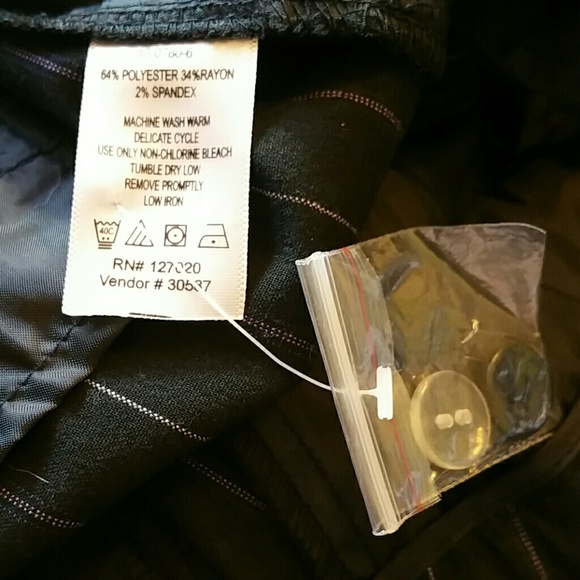 64% POLYESTER 34%RAYON
2% SPANDEX
MACHINE WASH WARM
DELICATE CYCLE
USE ONLY NON-CHLORINE BLEACH
TUMBLE DRY LOW
REMOVE PROMPTLY
LOW IRON
40C
RN# 127020
Vendor # 30537